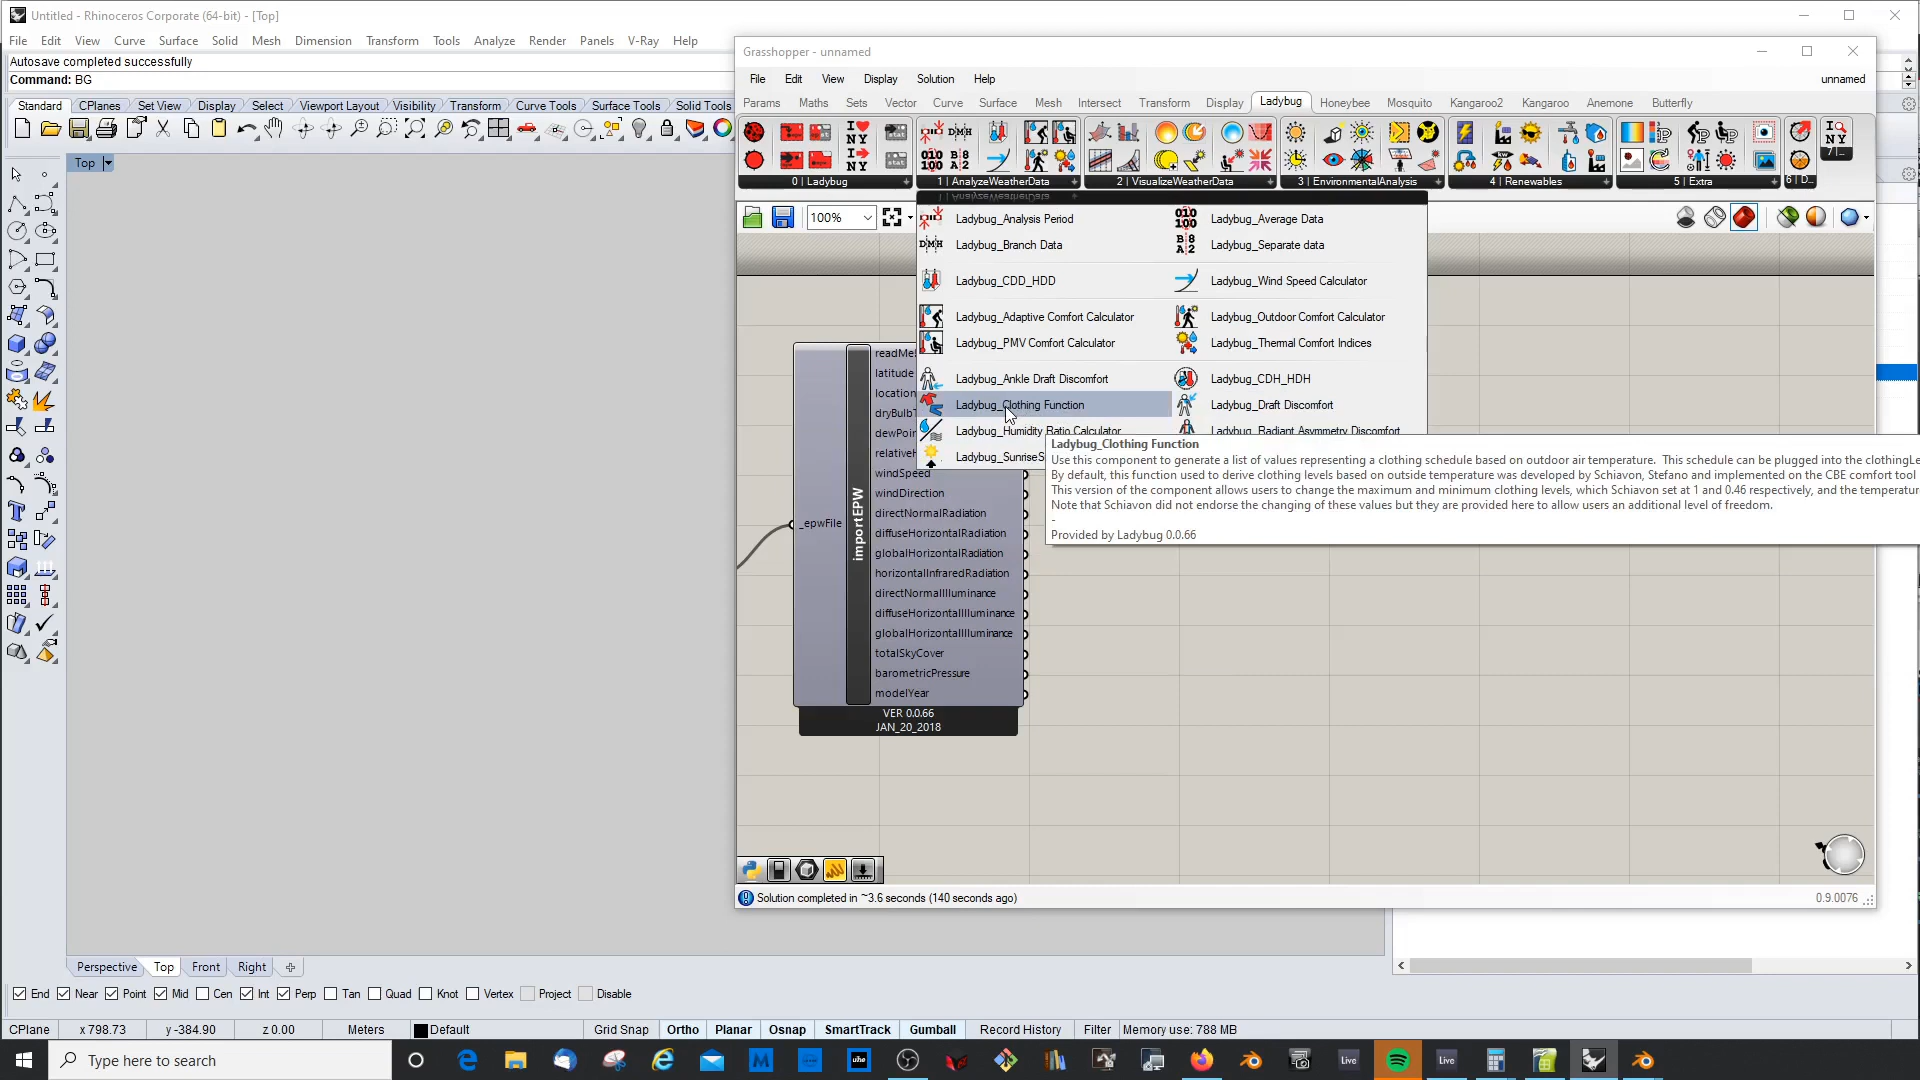 Untitled - Rhinoceros Corporate (64-bit) - [Top]
File Edit View Curve Surface Solid Mesh Dimension Transform Tools Analyze Render Panels V-Ray Help
Autosave completed successfully
Command: BG
Standard CPlanes Set View Display Select Viewport Layout Visibility Transform Curve Tools Surface Tools Solid Tools
Top
Grasshopper - unnamed
File Edit View Display Solution Help unnamed
Params Maths Sets Vector Curve Surface Mesh Intersect Transform Display Ladybug Honeybee Mosquito Kangaroo2 Kangaroo Anemone Butterfly
0 | Ladybug 1 | AnalyzeWeatherData 2 | VisualizeWeatherData 3 | EnvironmentalAnalysis 4 | Renewables 5 | Extra 6 | D... 7 |...
1 | AnalyzeWeatherData
100%
Ladybug_Analysis Period Ladybug_Average Data
Ladybug_Branch Data Ladybug_Separate data
Ladybug_CDD_HDD Ladybug_Wind Speed Calculator
Ladybug_Adaptive Comfort Calculator Ladybug_Outdoor Comfort Calculator
Ladybug_PMV Comfort Calculator Ladybug_Thermal Comfort Indices
Ladybug_Ankle Draft Discomfort Ladybug_CDH_HDH
Ladybug_Clothing Function Ladybug_Draft Discomfort
Ladybug_Humidity Ratio Calculator Ladybug_Radiant Asymmetry Discomfort
Ladybug_SunriseS
Ladybug_Clothing Function
Use this component to generate a list of values representing a clothing schedule based on outdoor air temperature. This schedule can be plugged into the clothingLe
By default, this function used to derive clothing levels based on outside temperature was developed by Schiavon, Stefano and implemented on the CBE comfort tool
This version of the component allows users to change the maximum and minimum clothing levels, which Schiavon set at 1 and 0.46 respectively, and the temperatur
Note that Schiavon did not endorse the changing of these values but they are provided here to allow users an additional level of freedom.
-
Provided by Ladybug 0.0.66
_epwFile
importEPW
readMe
latitude
location
dryBulbT
dewPoin
relativeH
windSpeed
windDirection
directNormalRadiation
diffuseHorizontalRadiation
globalHorizontalRadiation
horizontalInfraredRadiation
directNormalIlluminance
diffuseHorizontalIlluminance
globalHorizontalIlluminance
totalSkyCover
barometricPressure
modelYear
VER 0.0.66
JAN_20_2018
Solution completed in ~3.6 seconds (140 seconds ago) 0.9.0076
Perspective Top Front Right
End Near Point Mid Cen Int Perp Tan Quad Knot Vertex Project Disable
CPlane x 798.73 y -384.90 z 0.00 Meters Default Grid Snap Ortho Planar Osnap SmartTrack Gumball Record History Filter Memory use: 788 MB
Type here to search